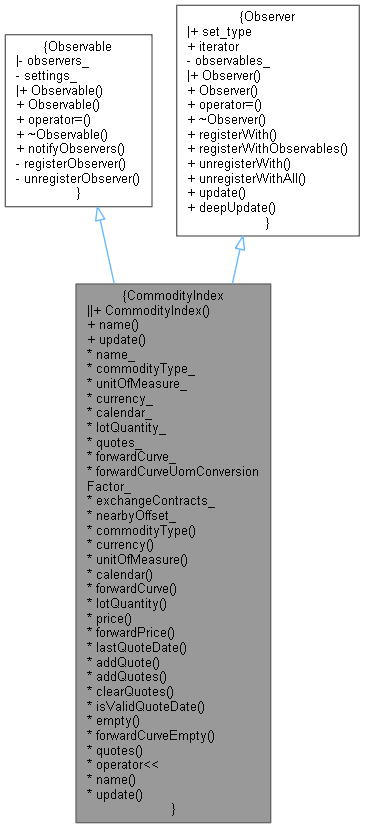 {Observable
|- observers_
- settings_
|+ Observable()
+ Observable()
+ operator=()
+ ~Observable()
+ notifyObservers()
- registerObserver()
- unregisterObserver()
}
{Observer
|+ set_type
+ iterator
- observables_
|+ Observer()
+ Observer()
+ operator=()
+ ~Observer()
+ registerWith()
+ registerWithObservables()
+ unregisterWith()
+ unregisterWithAll()
+ update()
+ deepUpdate()
}
{CommodityIndex
||+ CommodityIndex()
+ name()
+ update()
* name_
* commodityType_
* unitOfMeasure_
* currency_
* calendar_
* lotQuantity_
* quotes_
* forwardCurve_
* forwardCurveUomConversion
Factor_
* exchangeContracts_
* nearbyOffset_
* commodityType()
* currency()
* unitOfMeasure()
* calendar()
* forwardCurve()
* lotQuantity()
* price()
* forwardPrice()
* lastQuoteDate()
* addQuote()
* addQuotes()
* clearQuotes()
* isValidQuoteDate()
* empty()
* forwardCurveEmpty()
* quotes()
* operator<<
* name()
* update()
}